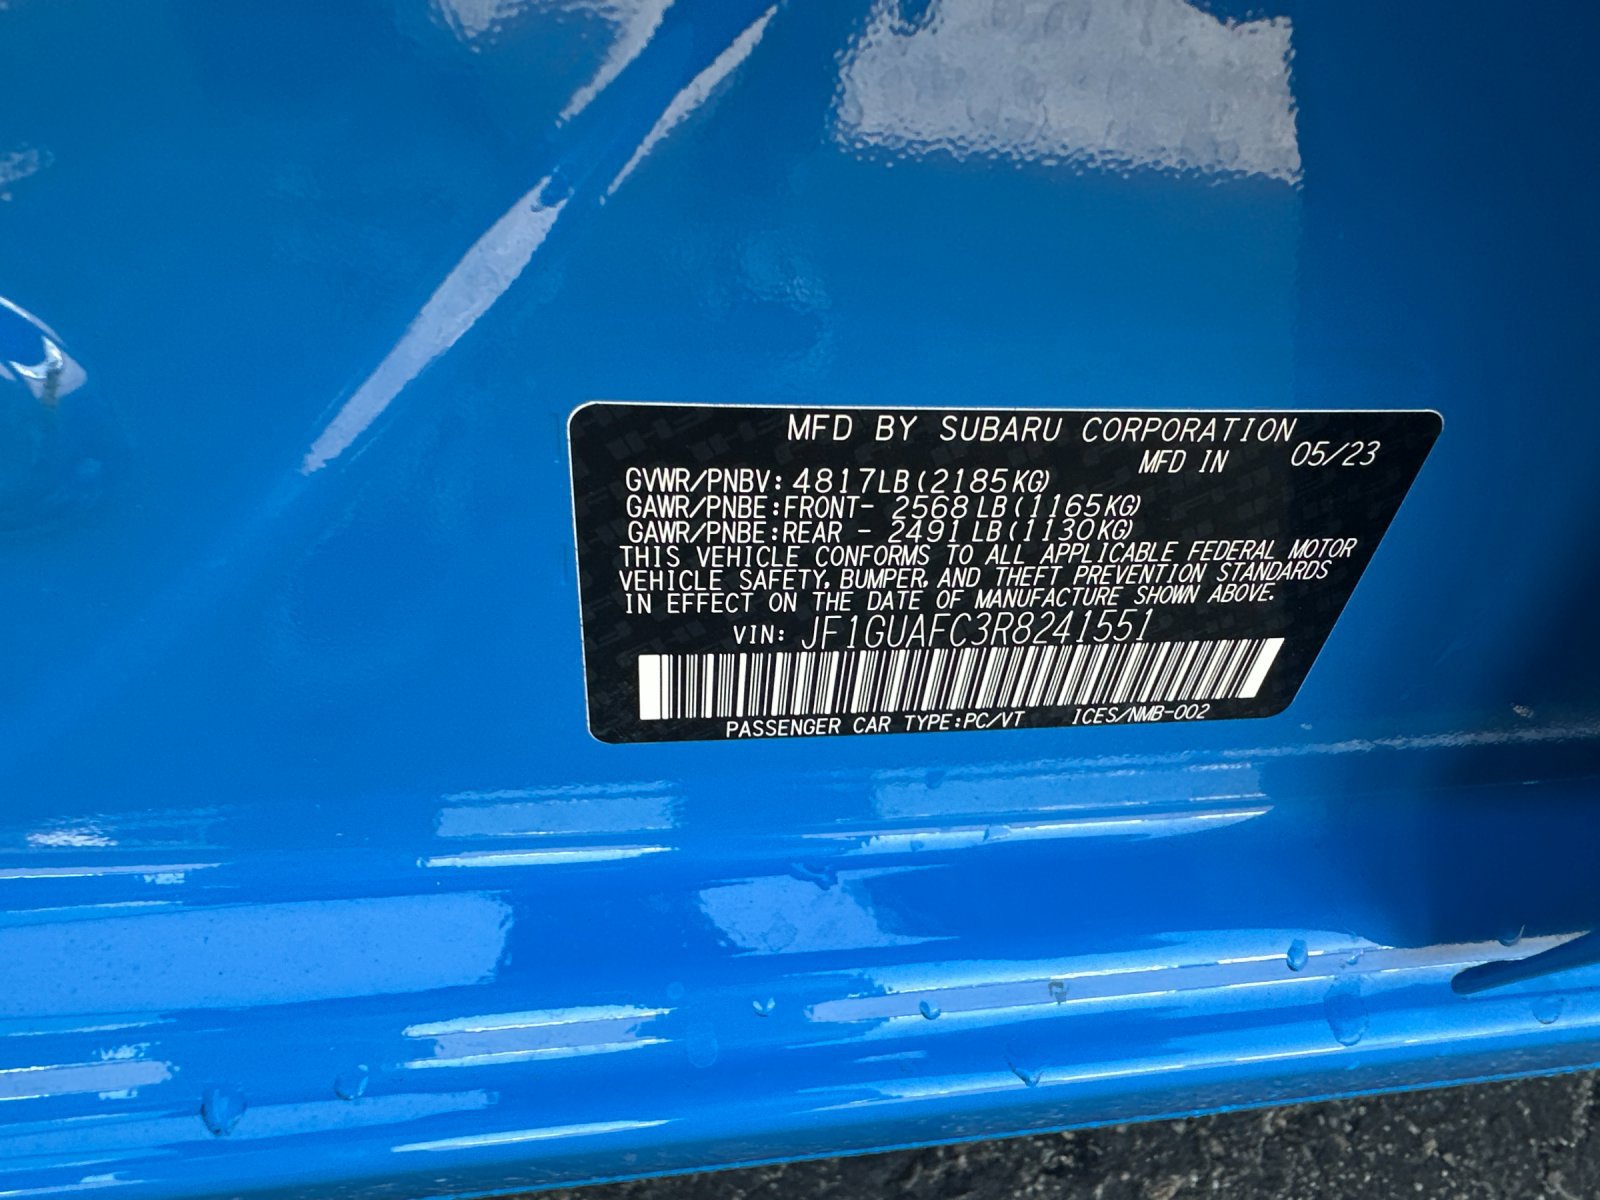 MFD BY SUBARU CORPORATION
MFD IN 05/23
GVWR/PNBV: 4817LB(2185KG)
GAWR/PNBE:FRONT- 2568LB(1165KG)
GAWR/PNBE:REAR - 2491LB(1130KG)
THIS VEHICLE CONFORMS TO ALL APPLICABLE FEDERAL MOTOR
VEHICLE SAFETY, BUMPER, AND THEFT PREVENTION STANDARDS
IN EFFECT ON THE DATE OF MANUFACTURE SHOWN ABOVE.
VIN: JF1GUAFC3R8241551
PASSENGER CAR TYPE:PC/VT ICES/NMB-002